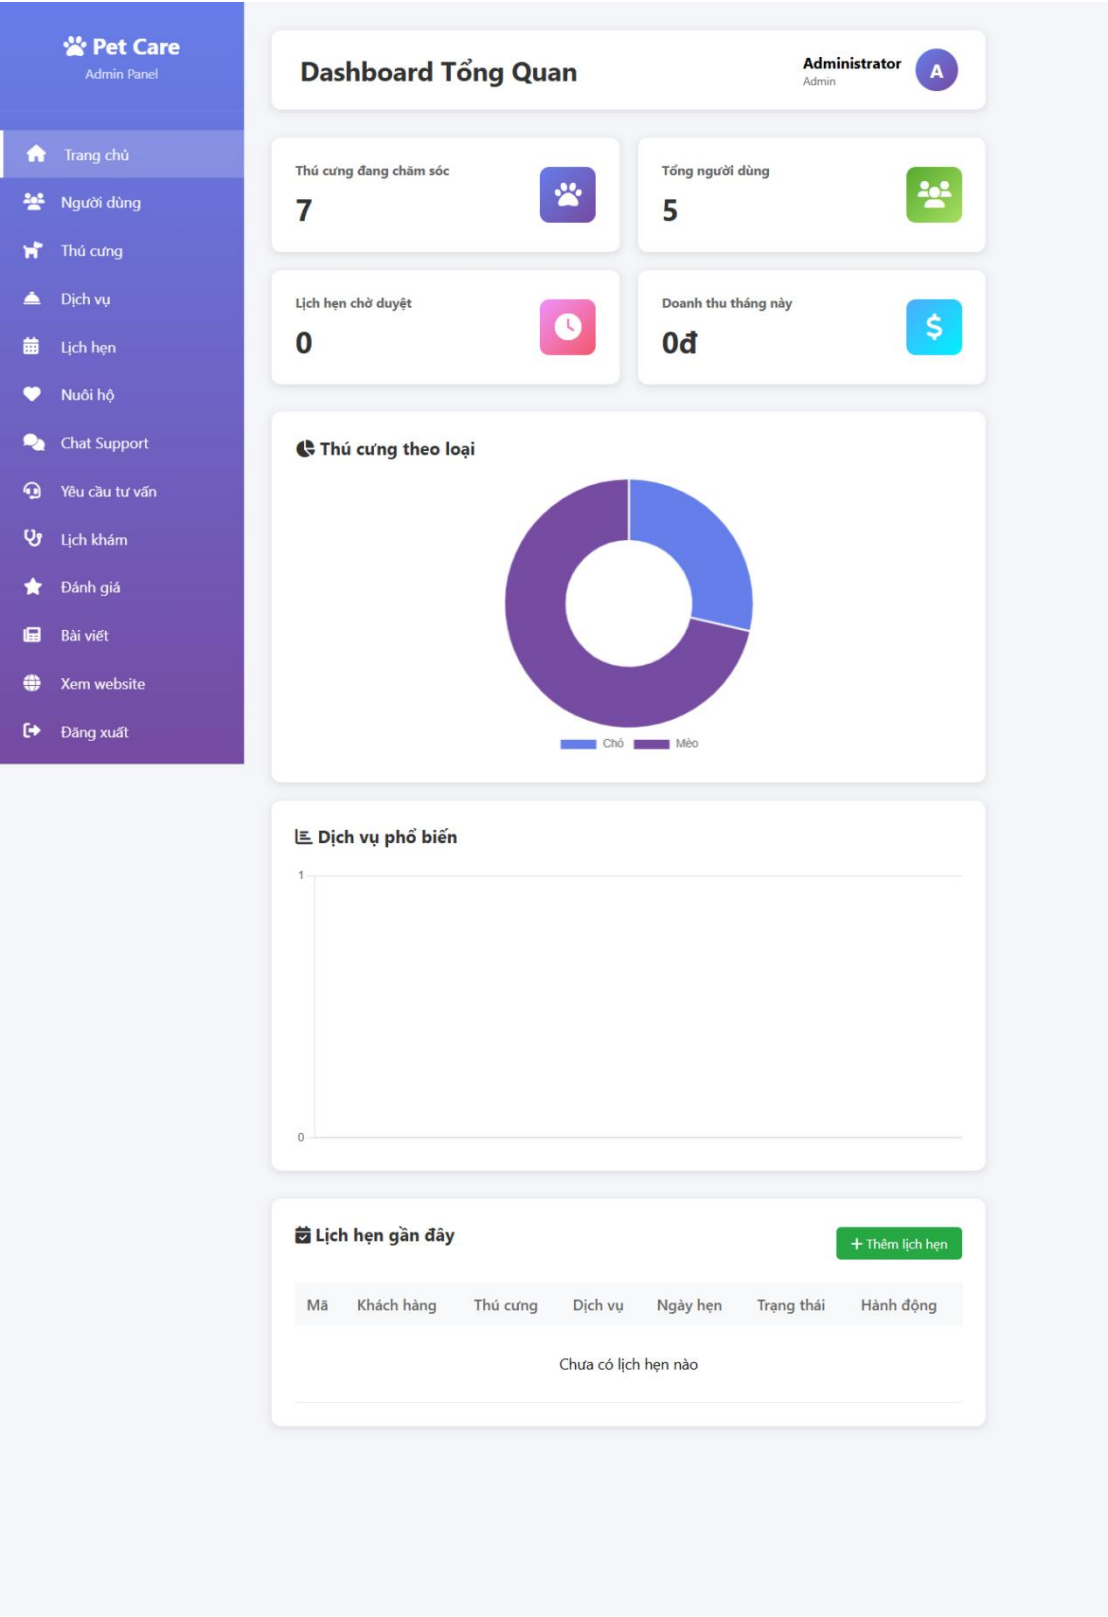 Pet Care
Admin Panel
Trang chủ
Người dùng
Thú cưng
Dịch vụ
Lịch hẹn
Nuôi hộ
Chat Support
Yêu cầu tư vấn
Lịch khám
Đánh giá
Bài viết
Xem website
Đăng xuất
Dashboard Tổng Quan
Administrator
Admin
A
Thú cưng đang chăm sóc
7
Tổng người dùng
5
Lịch hẹn chờ duyệt
0
Doanh thu tháng này
0đ
Thú cưng theo loại
Chó Mèo
Dịch vụ phổ biến
1
0
Lịch hẹn gần đây
+ Thêm lịch hẹn
Mã Khách hàng Thú cưng Dịch vụ Ngày hẹn Trạng thái Hành động
Chưa có lịch hẹn nào